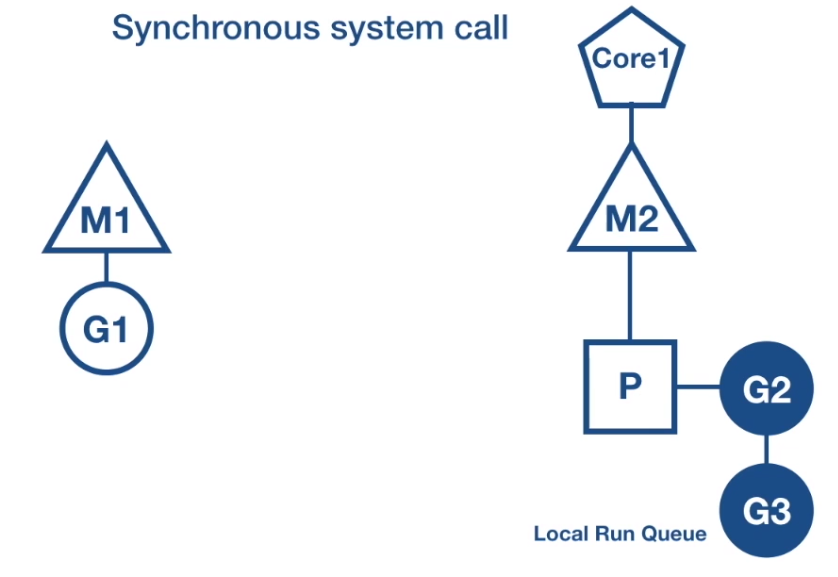 Synchronous system call
Core1
M1
M2
G1
P
G2
G3
Local Run Queue